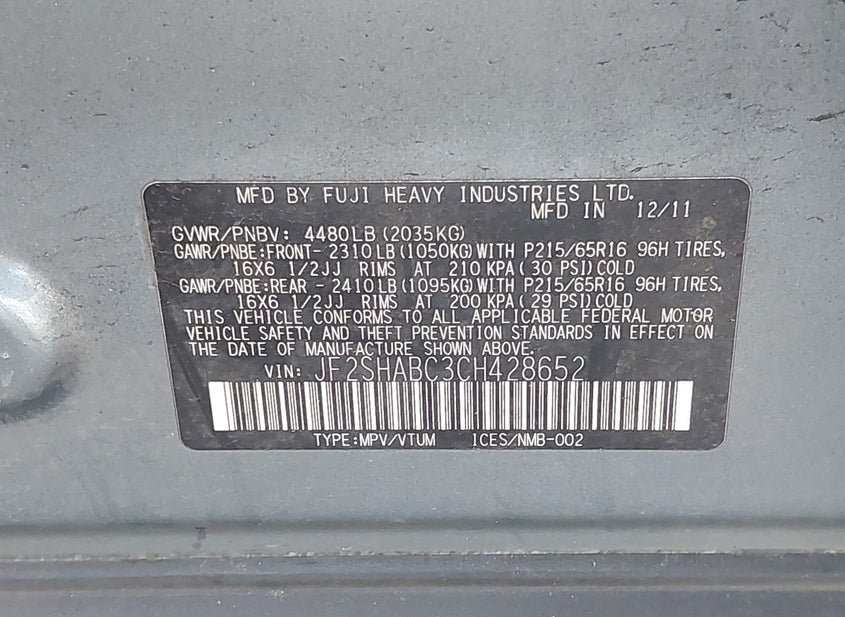 MFD BY FUJI HEAVY INDUSTRIES LTD.
MFD IN 12/11
GVWR/PNBV: 4480LB(2035KG)
GAWR/PNBE:FRONT- 2310LB(1050KG)WITH P215/65R16 96H TIRES,
16X6 1/2JJ RIMS AT 210 KPA(30 PSI)COLD
GAWR/PNBE:REAR - 2410LB(1095KG)WITH P215/65R16 96H TIRES,
16X6 1/2JJ RIMS AT 200 KPA(29 PSI)COLD
THIS VEHICLE CONFORMS TO ALL APPLICABLE FEDERAL MOTOR
VEHICLE SAFETY AND THEFT PREVENTION STANDARDS IN EFFECT ON
THE DATE OF MANUFACTURE SHOWN ABOVE.
VIN: JF2SHABC3CH428652
TYPE:MPV/VTUM ICES/NMB-002